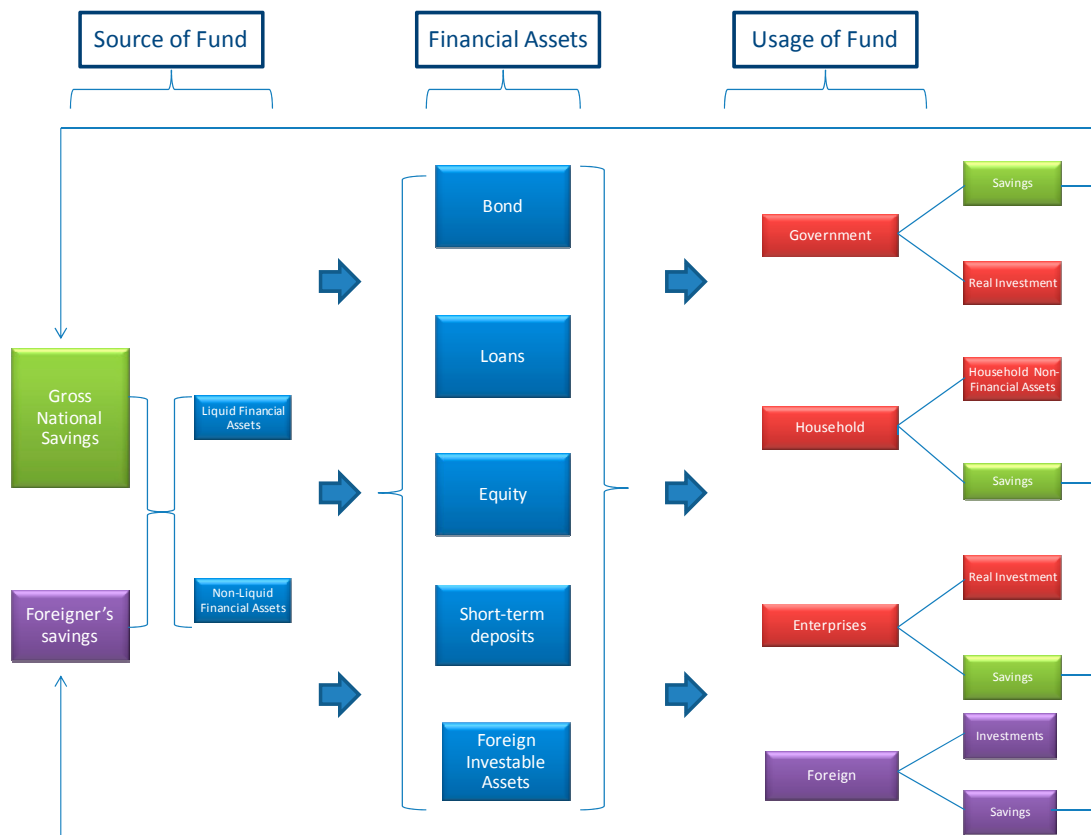 Source of Fund
Financial Assets
Usage of Fund
Gross
National
Savings
Foreigner's
savings
Liquid Financial
Assets
Non-Liquid
Financial Assets
Bond
Loans
Equity
Short-term
deposits
Foreign
Investable
Assets
Government
Savings
Real Investment
Household
Household Non-
Financial Assets
Savings
Enterprises
Real Investment
Savings
Foreign
Investments
Savings